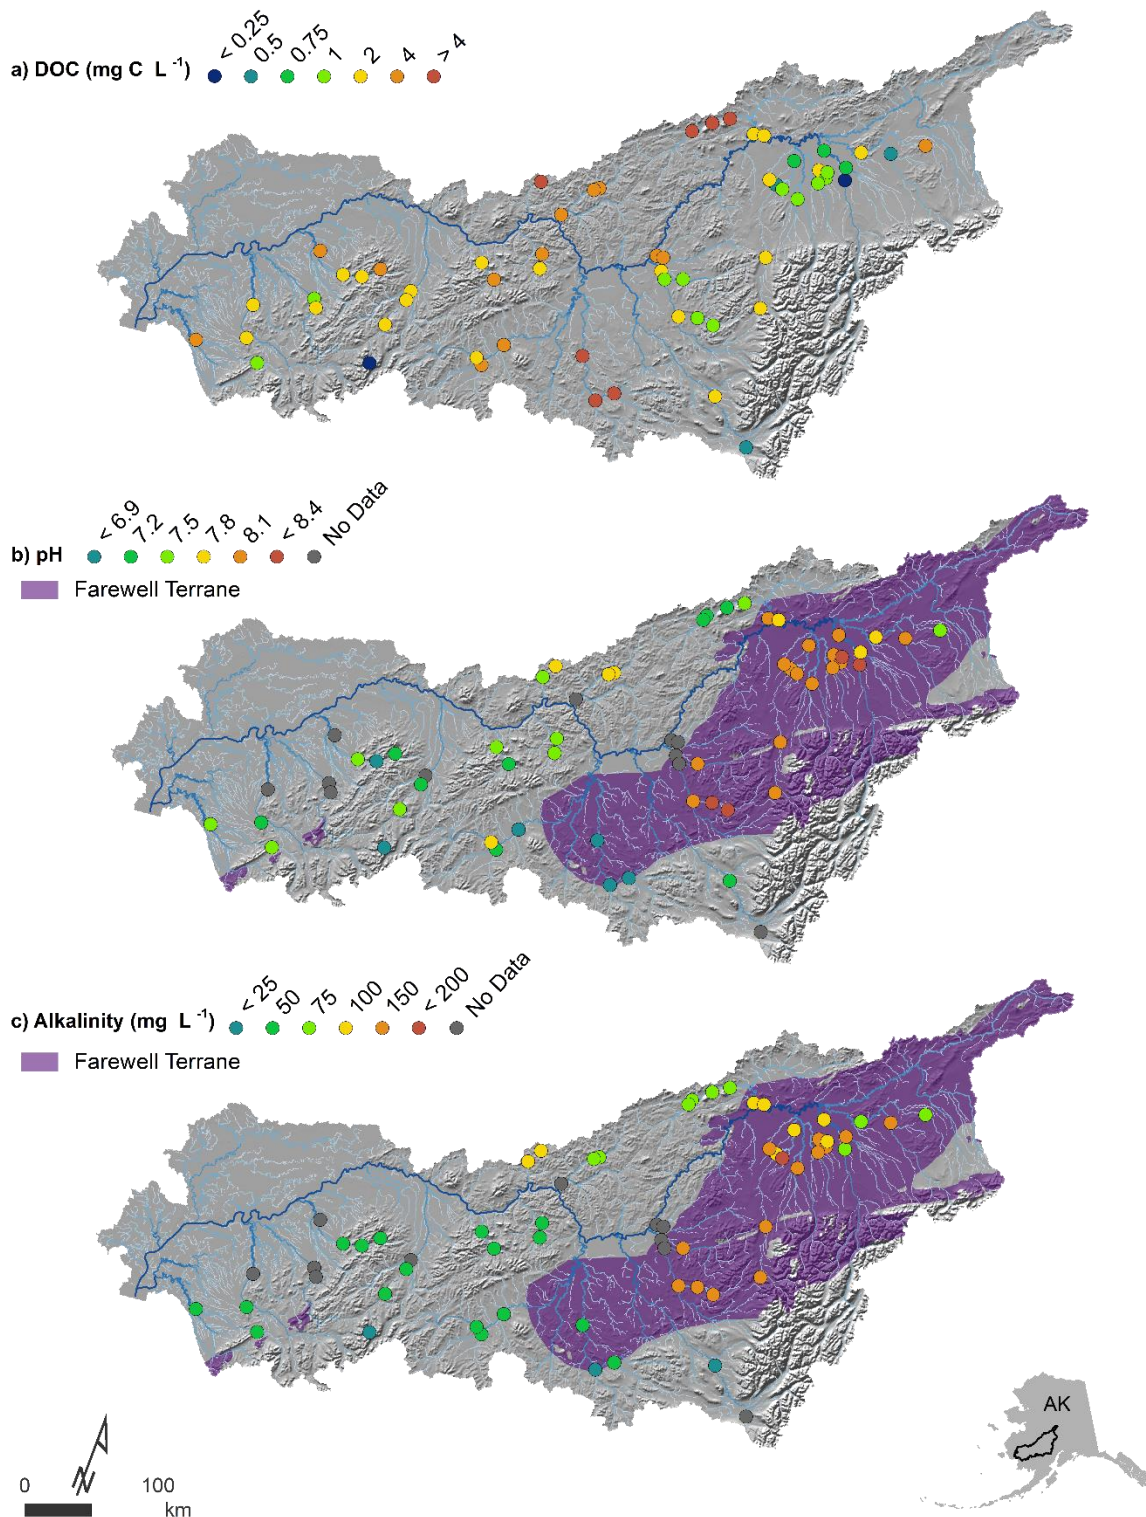 a) DOC (mg C L⁻¹)
< 0.25
0.5
0.75
1
2
4
> 4
b) pH
< 6.9
7.2
7.5
7.8
8.1
< 8.4
No Data
Farewell Terrane
c) Alkalinity (mg L⁻¹)
< 25
50
75
100
150
< 200
No Data
Farewell Terrane
AK
N
0 100
km